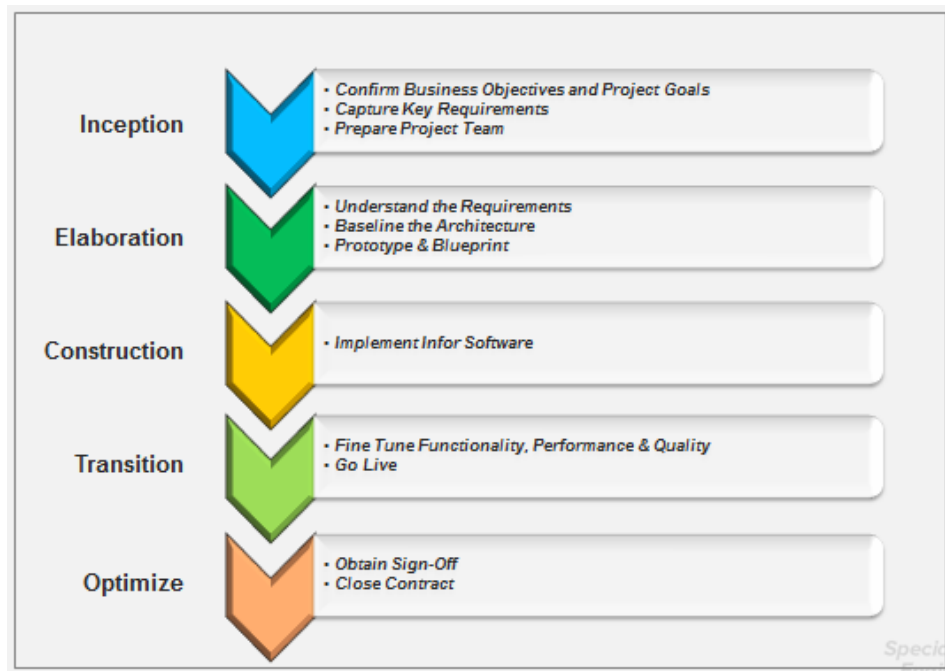 Inception
• Confirm Business Objectives and Project Goals
• Capture Key Requirements
• Prepare Project Team
Elaboration
• Understand the Requirements
• Baseline the Architecture
• Prototype & Blueprint
Construction
• Implement Infor Software
Transition
• Fine Tune Functionality, Performance & Quality
• Go Live
Optimize
• Obtain Sign-Off
• Close Contract